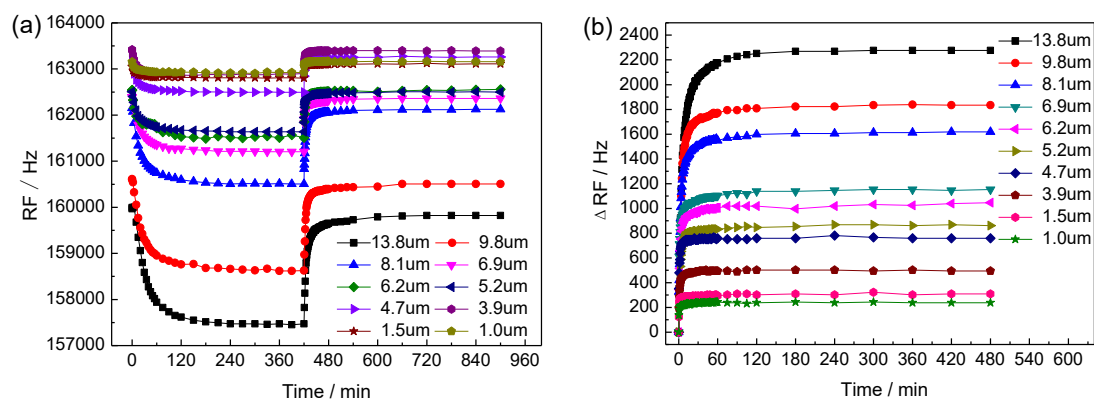 (a)
164000
163000
162000
161000
160000
159000
158000
157000
RF / Hz
13.8um 9.8um
8.1um 6.9um
6.2um 5.2um
4.7um 3.9um
1.5um 1.0um
0 120 240 360 480 600 720 840 960
Time / min
(b)
2400
2200
2000
1800
1600
1400
1200
1000
800
600
400
200
0
Δ RF / Hz
13.8um
9.8um
8.1um
6.9um
6.2um
5.2um
4.7um
3.9um
1.5um
1.0um
0 60 120 180 240 300 360 420 480 540 600
Time / min